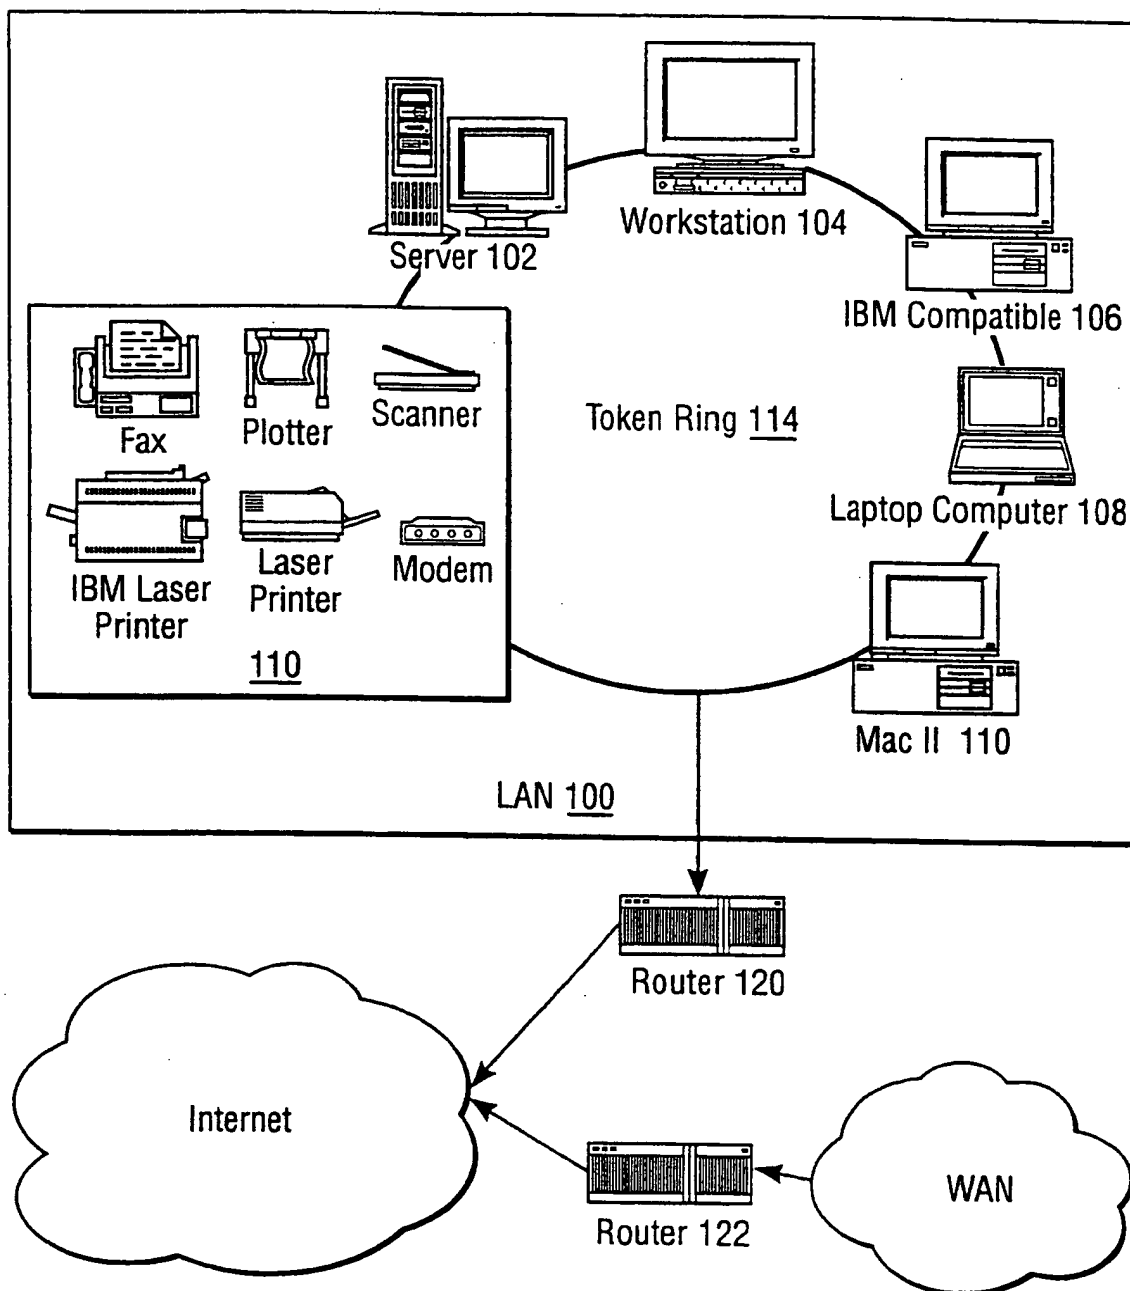 Server 102
Workstation 104
IBM Compatible 106
Fax
Plotter
Scanner
Token Ring 114
IBM Laser
Printer
Laser
Printer
Modem
110
Laptop Computer 108
Mac II 110
LAN 100
Router 120
Internet
Router 122
WAN